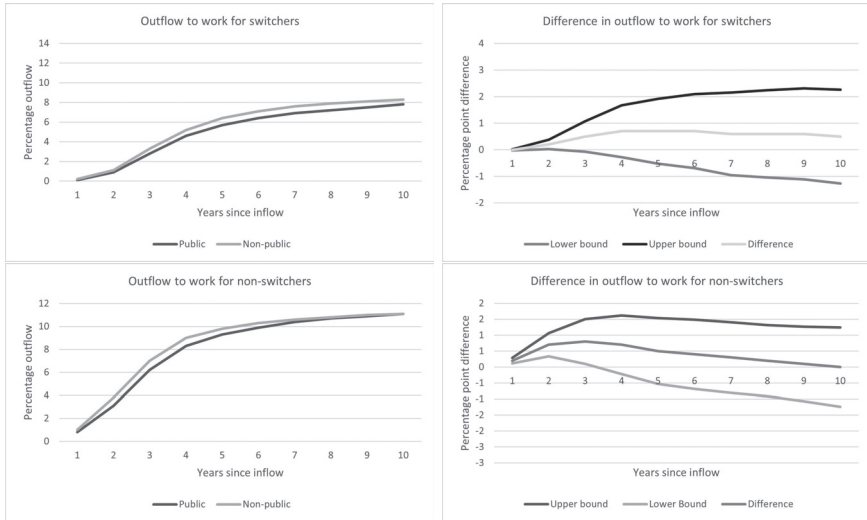 Outflow to work for switchers
Percentage outflow
14
12
10
8
6
4
2
0
1 2 3 4 5 6 7 8 9 10
Years since inflow
Public Non-public
Difference in outflow to work for switchers
Percentage point difference
4
3
2
1
0
-1
-2
1 2 3 4 5 6 7 8 9 10
Years since inflow
Lower bound Upper bound Difference
Outflow to work for non-switchers
Percentage outflow
12
10
8
6
4
2
0
1 2 3 4 5 6 7 8 9 10
Years since inflow
Public Non-public
Difference in outflow to work for non-switchers
Percentage point difference
2
2
1
1
0
-1
-1
-2
-2
-3
-3
1 2 3 4 5 6 7 8 9 10
Years since inflow
Upper bound Lower Bound Difference